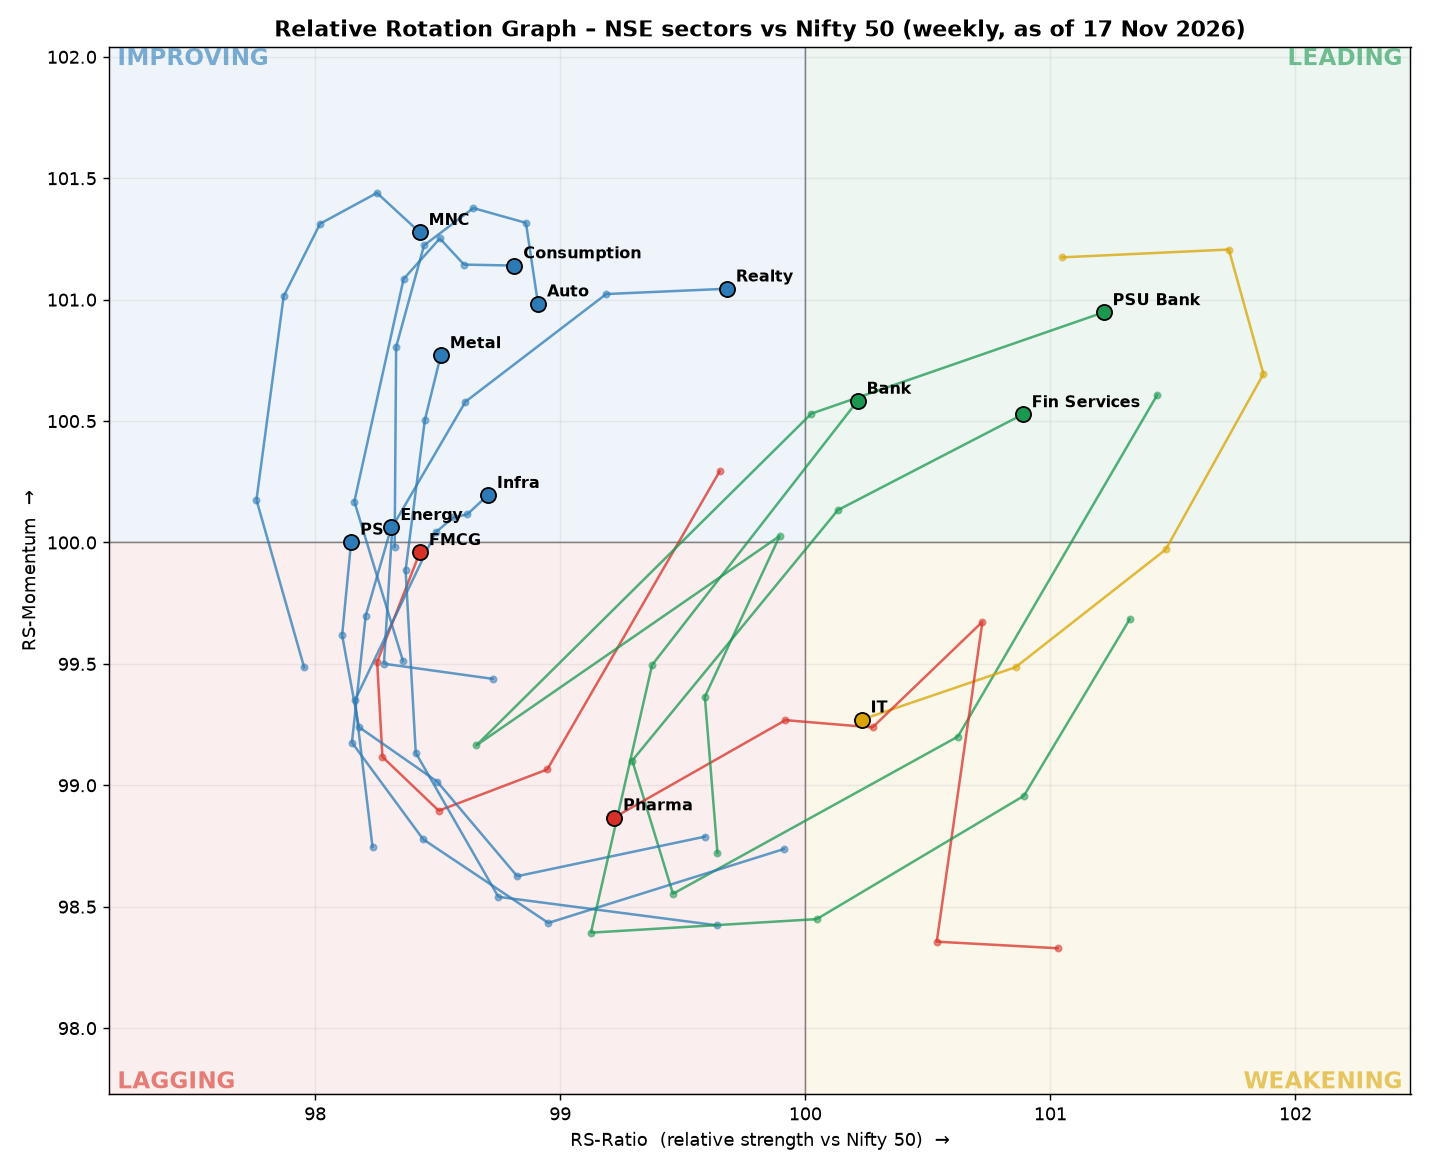 Relative Rotation Graph – NSE sectors vs Nifty 50 (weekly, as of 17 Nov 2026)
IMPROVING
LEADING
102.0
101.5
101.0
100.5
100.0
99.5
99.0
98.5
98.0
RS-Momentum →
MNC
Consumption
Auto
Realty
PSU Bank
Metal
Bank
Fin Services
Infra
Energy
PS
FMCG
IT
Pharma
LAGGING
WEAKENING
98
99
100
101
102
RS-Ratio (relative strength vs Nifty 50) →